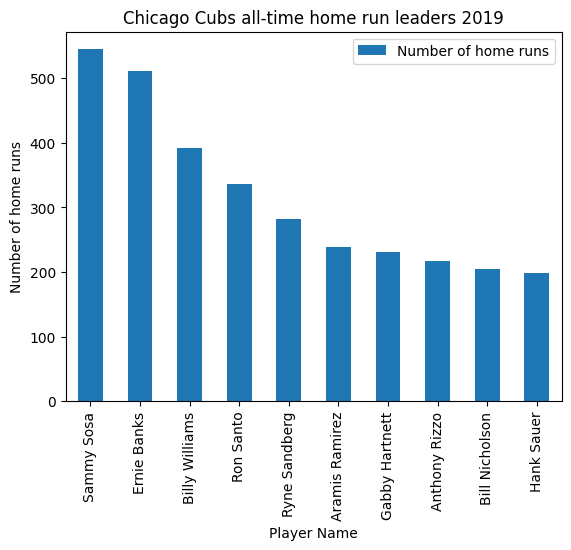 Chicago Cubs all-time home run leaders 2019
Number of home runs
Number of home runs
500
400
300
200
100
0
Sammy Sosa
Ernie Banks
Billy Williams
Ron Santo
Ryne Sandberg
Aramis Ramirez
Gabby Hartnett
Anthony Rizzo
Bill Nicholson
Hank Sauer
Player Name